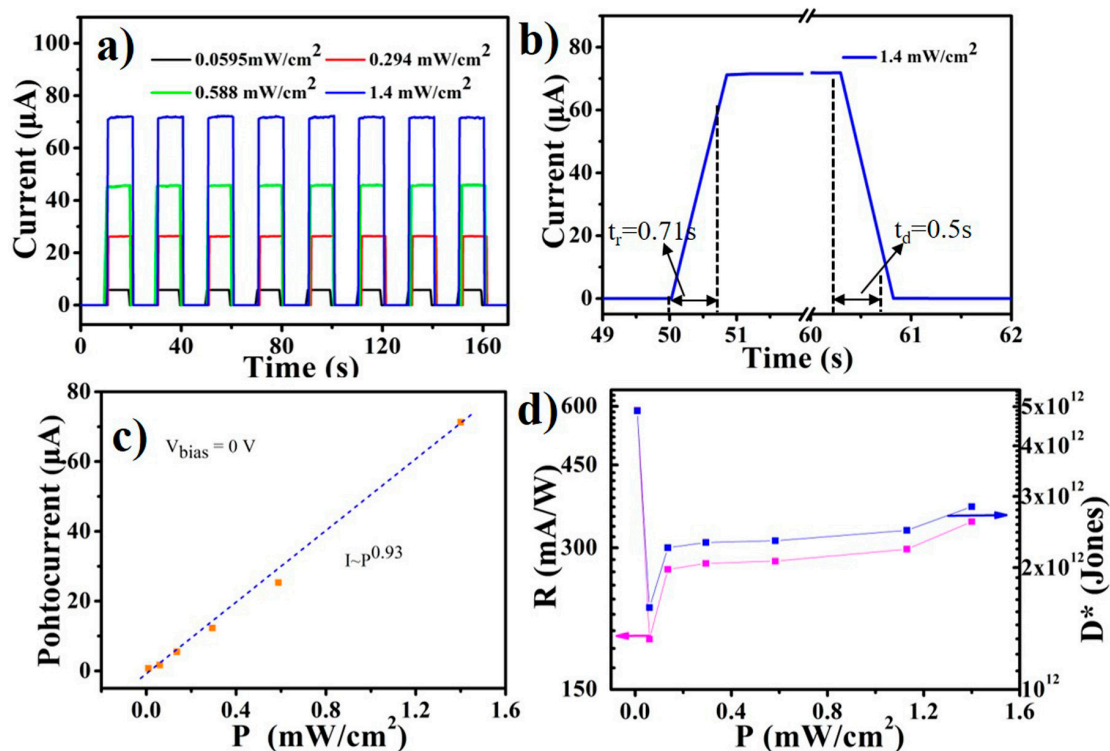 a)
0.0595mW/cm2
0.294 mW/cm2
0.588 mW/cm2
1.4 mW/cm2
100
80
60
40
20
0
Current (μA)
0
40
80
120
160
Time (s)
b)
1.4 mW/cm2
80
60
40
20
0
Current (μA)
tr=0.71s
td=0.5s
49
50
51
60
61
62
Time (s)
c)
Vbias = 0 V
I~P0.93
80
60
40
20
0
Pohtocurrent (μA)
0.0
0.4
0.8
1.2
1.6
P (mW/cm2)
d)
600
450
300
150
R (mA/W)
5x1012
4x1012
3x1012
2x1012
1012
D* (Jones)
0.0
0.4
0.8
1.2
1.6
P (mW/cm2)